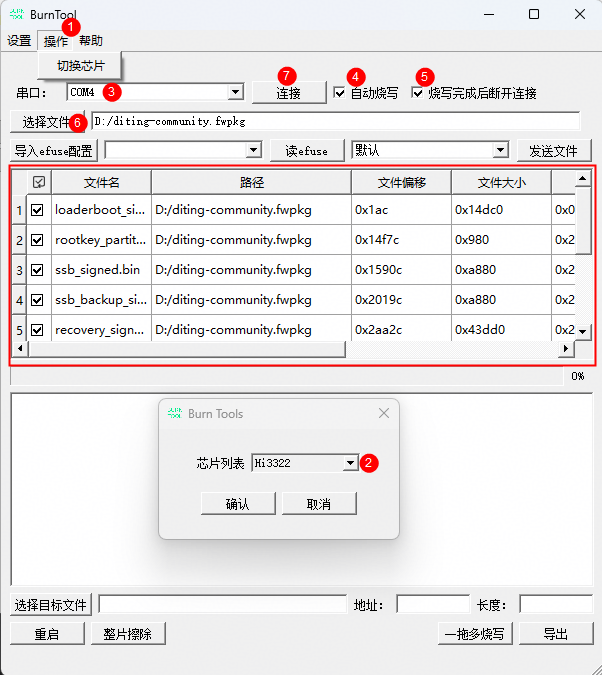 BurnTool
设置 操作 帮助
1
切换芯片
串口: COM4 3 连接 7 自动烧写 4 烧写完成后断开连接 5
选择文件 6 D:/diting-community.fwpkg
导入efuse配置 读efuse 默认 发送文件
文件名 路径 文件偏移 文件大小
1 loaderboot_si... D:/diting-community.fwpkg 0x1ac 0x14dc0 0x0
2 rootkey_partit... D:/diting-community.fwpkg 0x14f7c 0x980 0x2
3 ssb_signed.bin D:/diting-community.fwpkg 0x1590c 0xa880 0x2
4 ssb_backup_si... D:/diting-community.fwpkg 0x2019c 0xa880 0x2
5 recovery_sign... D:/diting-community.fwpkg 0x2aa2c 0x43dd0 0x2
0%
Burn Tools
芯片列表 Hi3322 2
确认 取消
选择目标文件 地址: 长度:
重启 整片擦除 一拖多烧写 导出